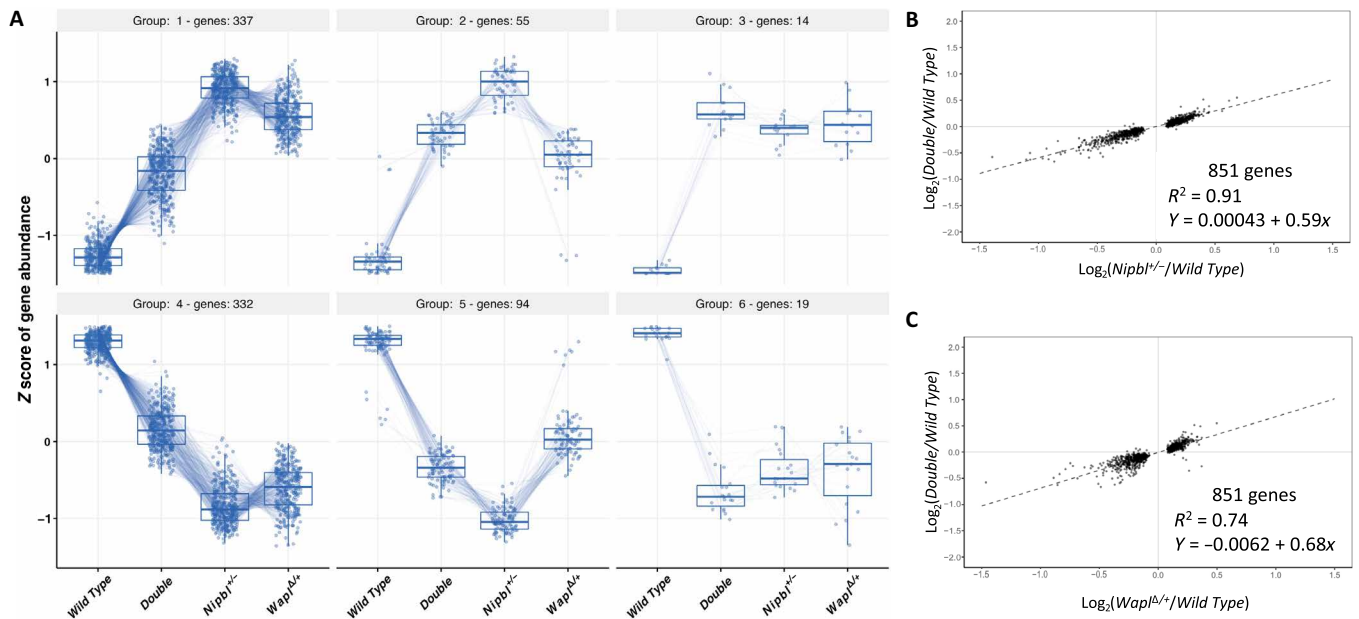 A
Group: 1 - genes: 337
Group: 2 - genes: 55
Group: 3 - genes: 14
Z score of gene abundance
1
0
−1
Group: 4 - genes: 332
Group: 5 - genes: 94
Group: 6 - genes: 19
1
0
−1
Wild Type
Double
Nipbl+/−
WaplΔ/+
Wild Type
Double
Nipbl+/−
WaplΔ/+
Wild Type
Double
Nipbl+/−
WaplΔ/+
B
Log2(Double/Wild Type)
2.0
1.5
1.0
0.5
0.0
−0.5
−1.0
−1.5
−2.0
851 genes
R2 = 0.91
Y = 0.00043 + 0.59x
−1.5 −1.0 −0.5 0.0 0.5 1.0 1.5
Log2(Nipbl+/−/Wild Type)
C
Log2(Double/Wild Type)
2.0
1.5
1.0
0.5
0.0
−0.5
−1.0
−1.5
−2.0
851 genes
R2 = 0.74
Y = −0.0062 + 0.68x
−1.5 −1.0 −0.5 0.0 0.5 1.0 1.5
Log2(WaplΔ/+/Wild Type)